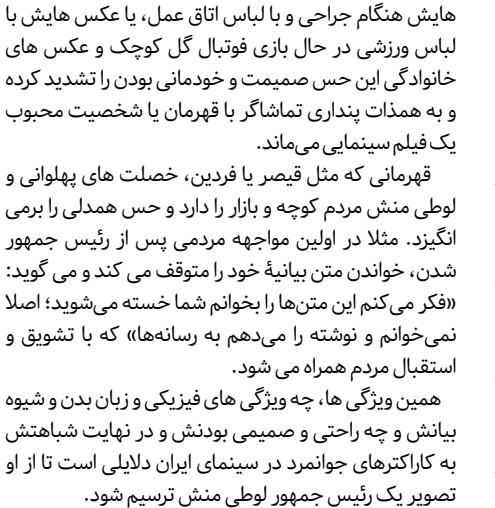 هایش هنگام جراحی و با لباس اتاق عمل، یا عکس هایش با
لباس ورزشی در حال بازی فوتبال گل کوچک و عکس های
خانوادگی این حس صمیمت و خودمانی بودن را تشدید کرده
و به همذات پنداری تماشاگر با قهرمان یا شخصیت محبوب
یک فیلم سینمایی می‌ماند.
قهرمانی که مثل قیصر یا فردین، خصلت های پهلوانی و
لوطی منش مردم کوچه و بازار را دارد و حس همدلی را برمی
انگیزد. مثلا در اولین مواجهه مردمی پس از رئیس جمهور
شدن، خواندن متن بیانیهٔ خود را متوقف می کند و می گوید:
«فکر می‌کنم این متن‌ها را بخوانم شما خسته می‌شوید؛ اصلا
نمی‌خوانم و نوشته را می‌دهم به رسانه‌ها» که با تشویق و
استقبال مردم همراه می شود.
همین ویژگی ها، چه ویژگی های فیزیکی و زبان بدن و شیوه
بیانش و چه راحتی و صمیمی بودنش و در نهایت شباهتش
به کاراکترهای جوانمرد در سینمای ایران دلایلی است تا از او
تصویر یک رئیس جمهور لوطی منش ترسیم شود.